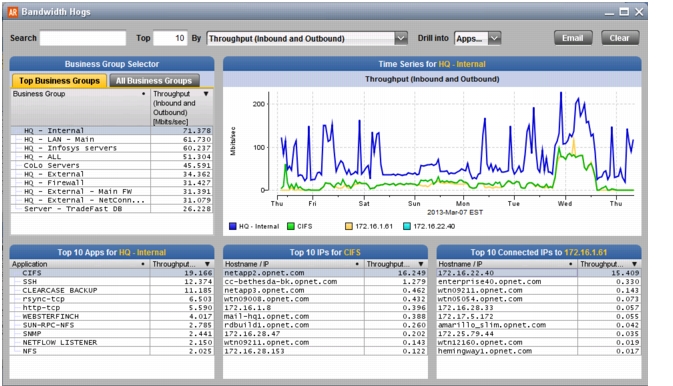 AR Bandwidth Hogs
Search Top 10 By Throughput (Inbound and Outbound) Drill into Apps... Email Clear
Business Group Selector
Top Business Groups All Business Groups
Business Group Throughput (Inbound and Outbound) [Mbits/sec]
HQ - Internal 71.378
HQ - LAN - Main 61.730
HQ - Infosys servers 60.237
HQ - ALL 51.304
CoLo Servers 45.591
HQ - External 34.362
HQ - Firewall 31.427
HQ - External - Main FW 31.391
HQ - External - NetConn... 31.079
Server - TradeFast DB 26.228
Time Series for HQ - Internal
Throughput (Inbound and Outbound)
Mbits/sec
200
100
0
Thu Fri Sat Sun Mon Tue Wed Thu
2013-Mar-07 EST
HQ - Internal CIFS 172.16.1.61 172.16.22.40
Top 10 Apps for HQ - Internal
Application Throughput...
CIFS 19.166
SSH 12.374
CLEARCASE BACKUP 11.185
rsync-tcp 6.503
http-tcp 5.590
WEBSTERFINCH 4.017
SUN-RPC-NFS 2.785
SNMP 2.441
NETFLOW LISTENER 2.150
NFS 2.025
Top 10 IPs for CIFS
Hostname / IP Throughput...
netapp2.opnet.com 16.249
cc-bethesda-bk.opnet.com 1.279
netapp3.opnet.com 0.462
wtn09008.opnet.com 0.432
172.16.1.8 0.396
mail-hq1.opnet.com 0.388
rdbuild1.opnet.com 0.260
172.16.28.47 0.202
wtn09211.opnet.com 0.143
172.16.28.153 0.122
Top 10 Connected IPs to 172.16.1.61
Hostname / IP Throughput...
172.16.22.40 15.409
enterprise40.opnet.com 0.330
wtn09211.opnet.com 0.143
wtn05054.opnet.com 0.073
172.16.28.33 0.057
172.17.5.172 0.055
amarillo_slim.opnet.com 0.042
172.25.79.44 0.035
wtn12160.opnet.com 0.019
hemingway1.opnet.com 0.017